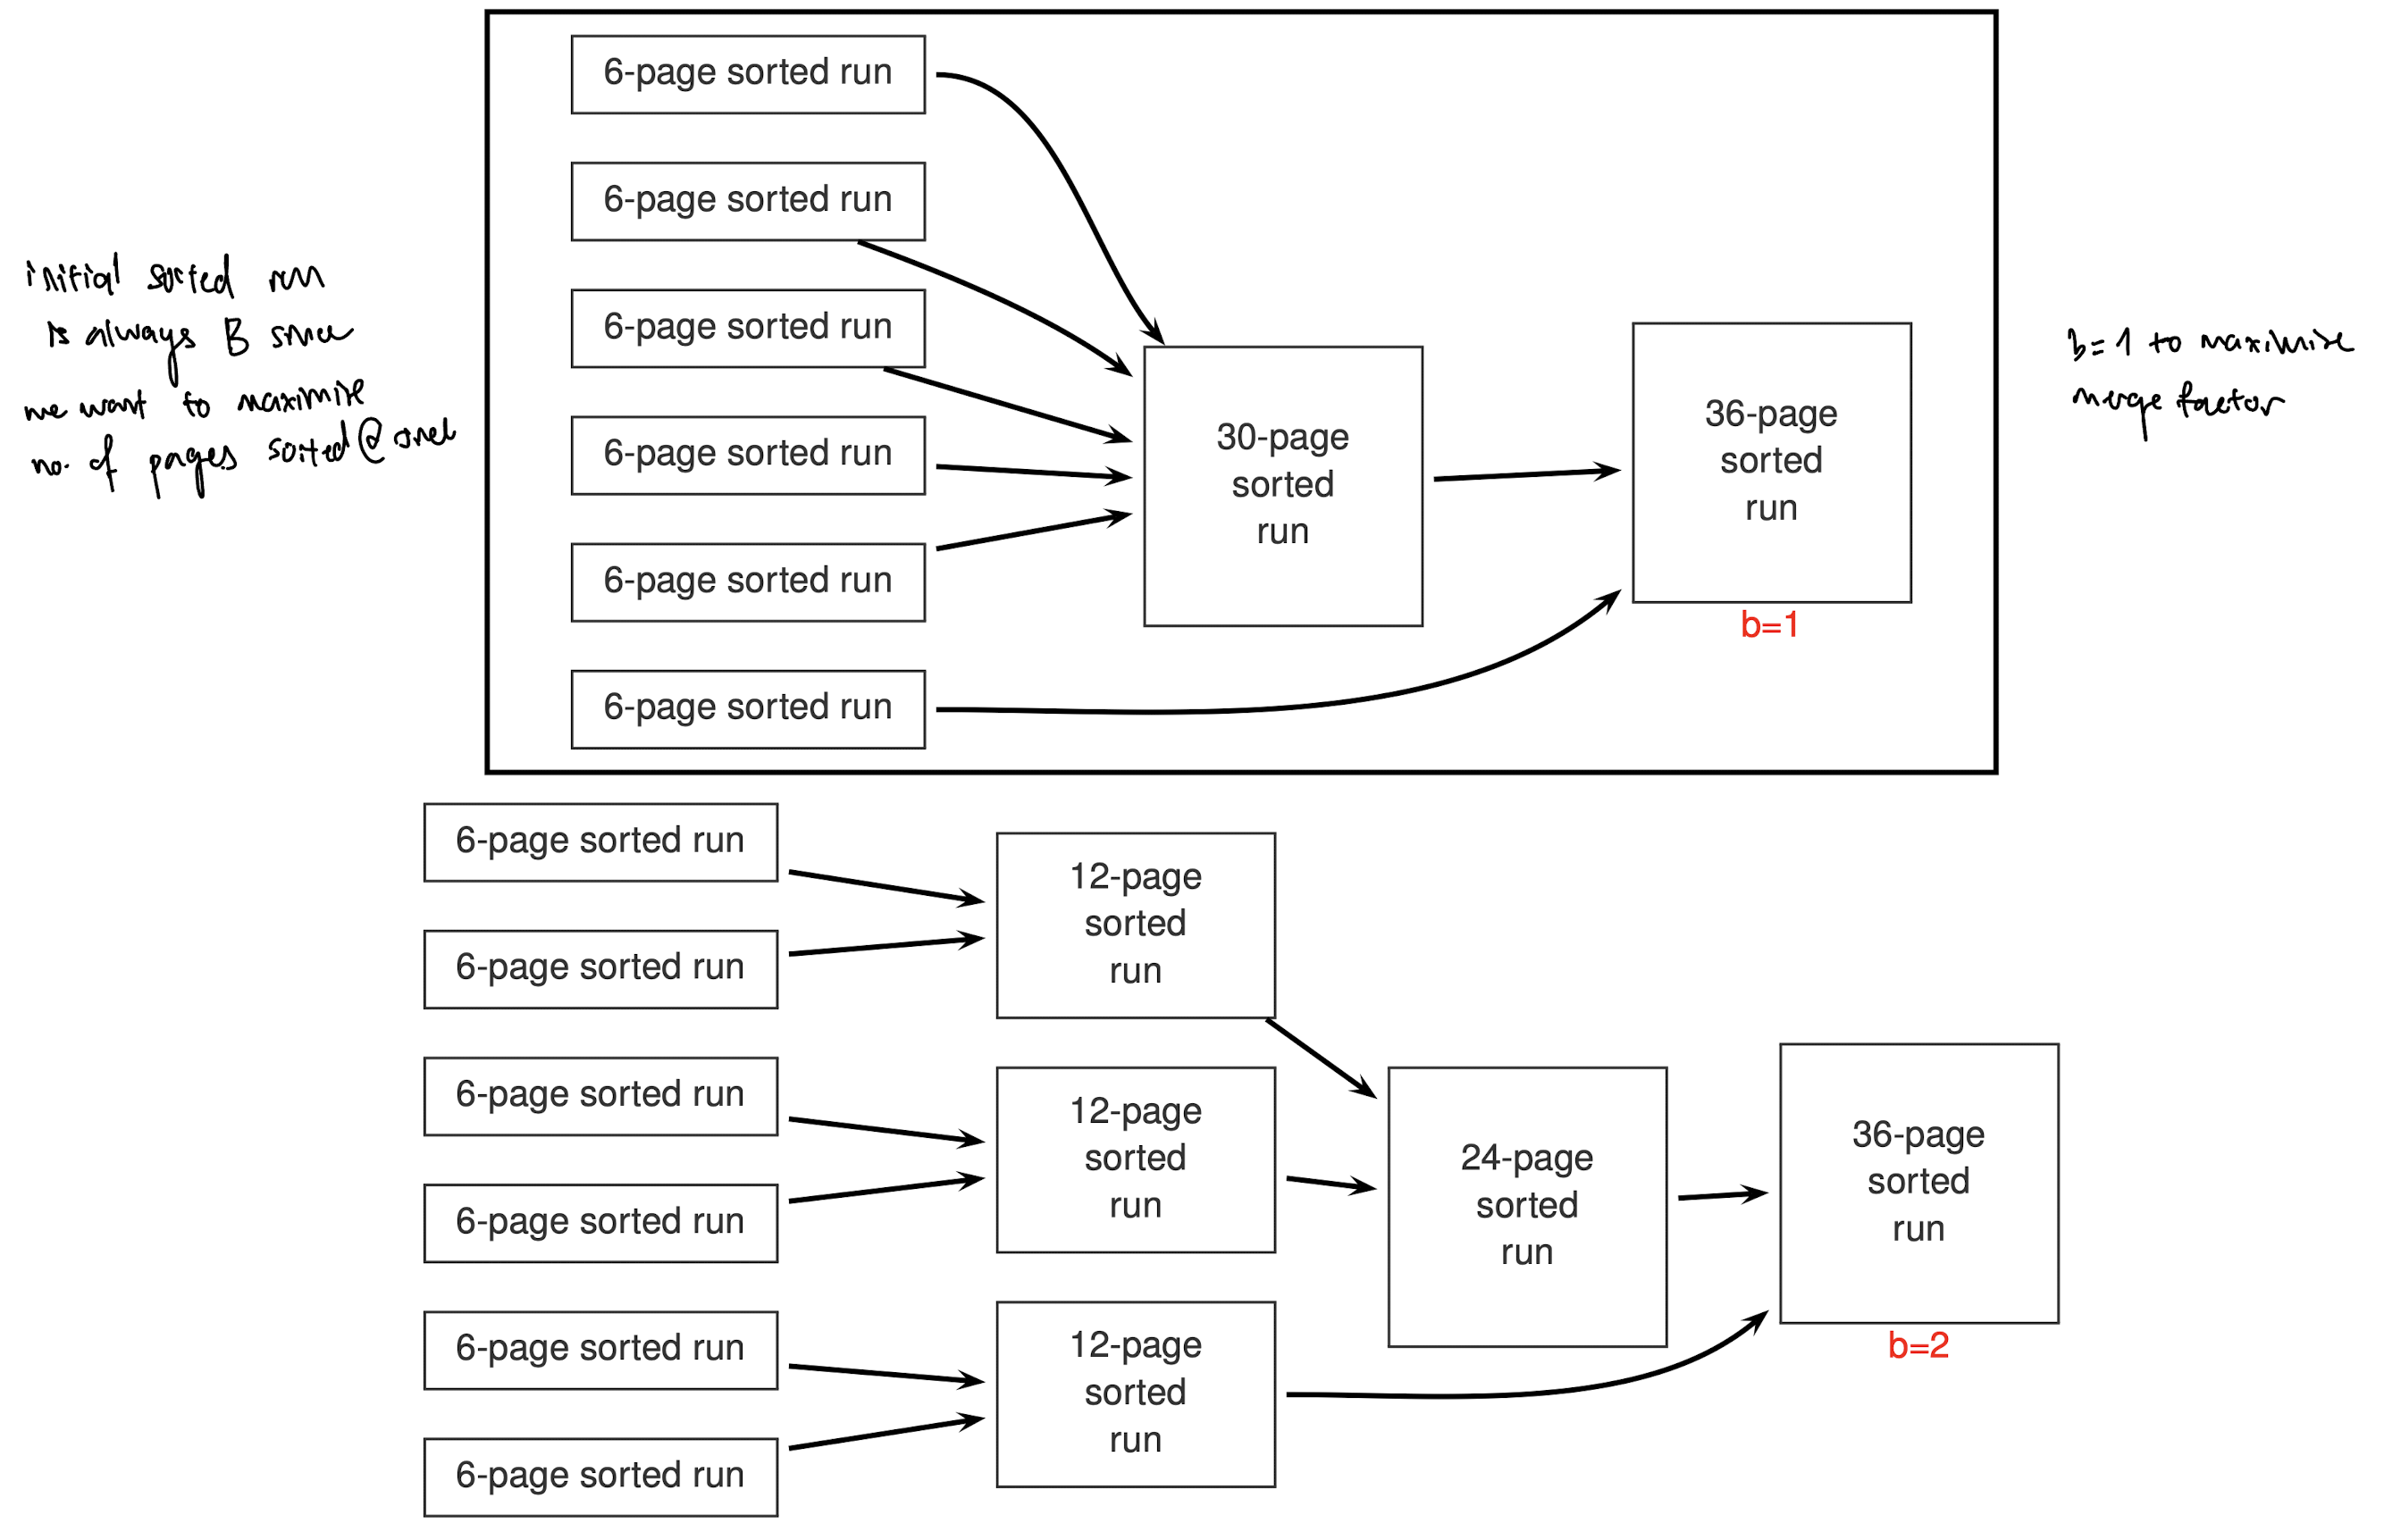 6-page sorted run
6-page sorted run
6-page sorted run
6-page sorted run
6-page sorted run
6-page sorted run
initial sorted run
is always B since
we want to maximise
no. of pages sorted @
30-page
sorted
run
36-page
sorted
run
b=1
b=1 to maximise
merge factor
6-page sorted run
6-page sorted run
6-page sorted run
6-page sorted run
6-page sorted run
6-page sorted run
12-page
sorted
run
12-page
sorted
run
12-page
sorted
run
24-page
sorted
run
36-page
sorted
run
b=2